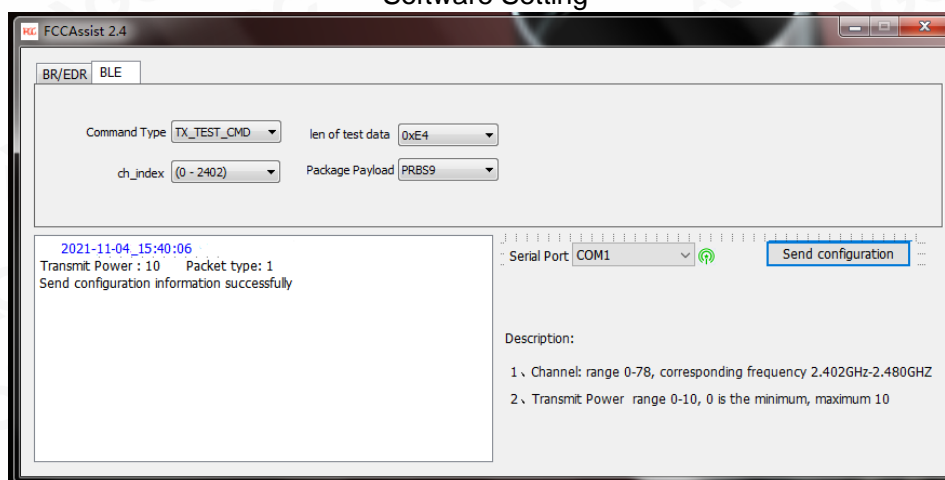 Software Setting
FCC FCCAssist 2.4
BR/EDR BLE
Command Type TX_TEST_CMD len of test data 0xE4
ch_index (0 - 2402) Package Payload PRBS9
2021-11-04_15:40:06
Transmit Power : 10 Packet type: 1
Send configuration information successfully
Serial Port COM1 Send configuration
Description:
1、Channel: range 0-78, corresponding frequency 2.402GHz-2.480GHZ
2、Transmit Power range 0-10, 0 is the minimum, maximum 10